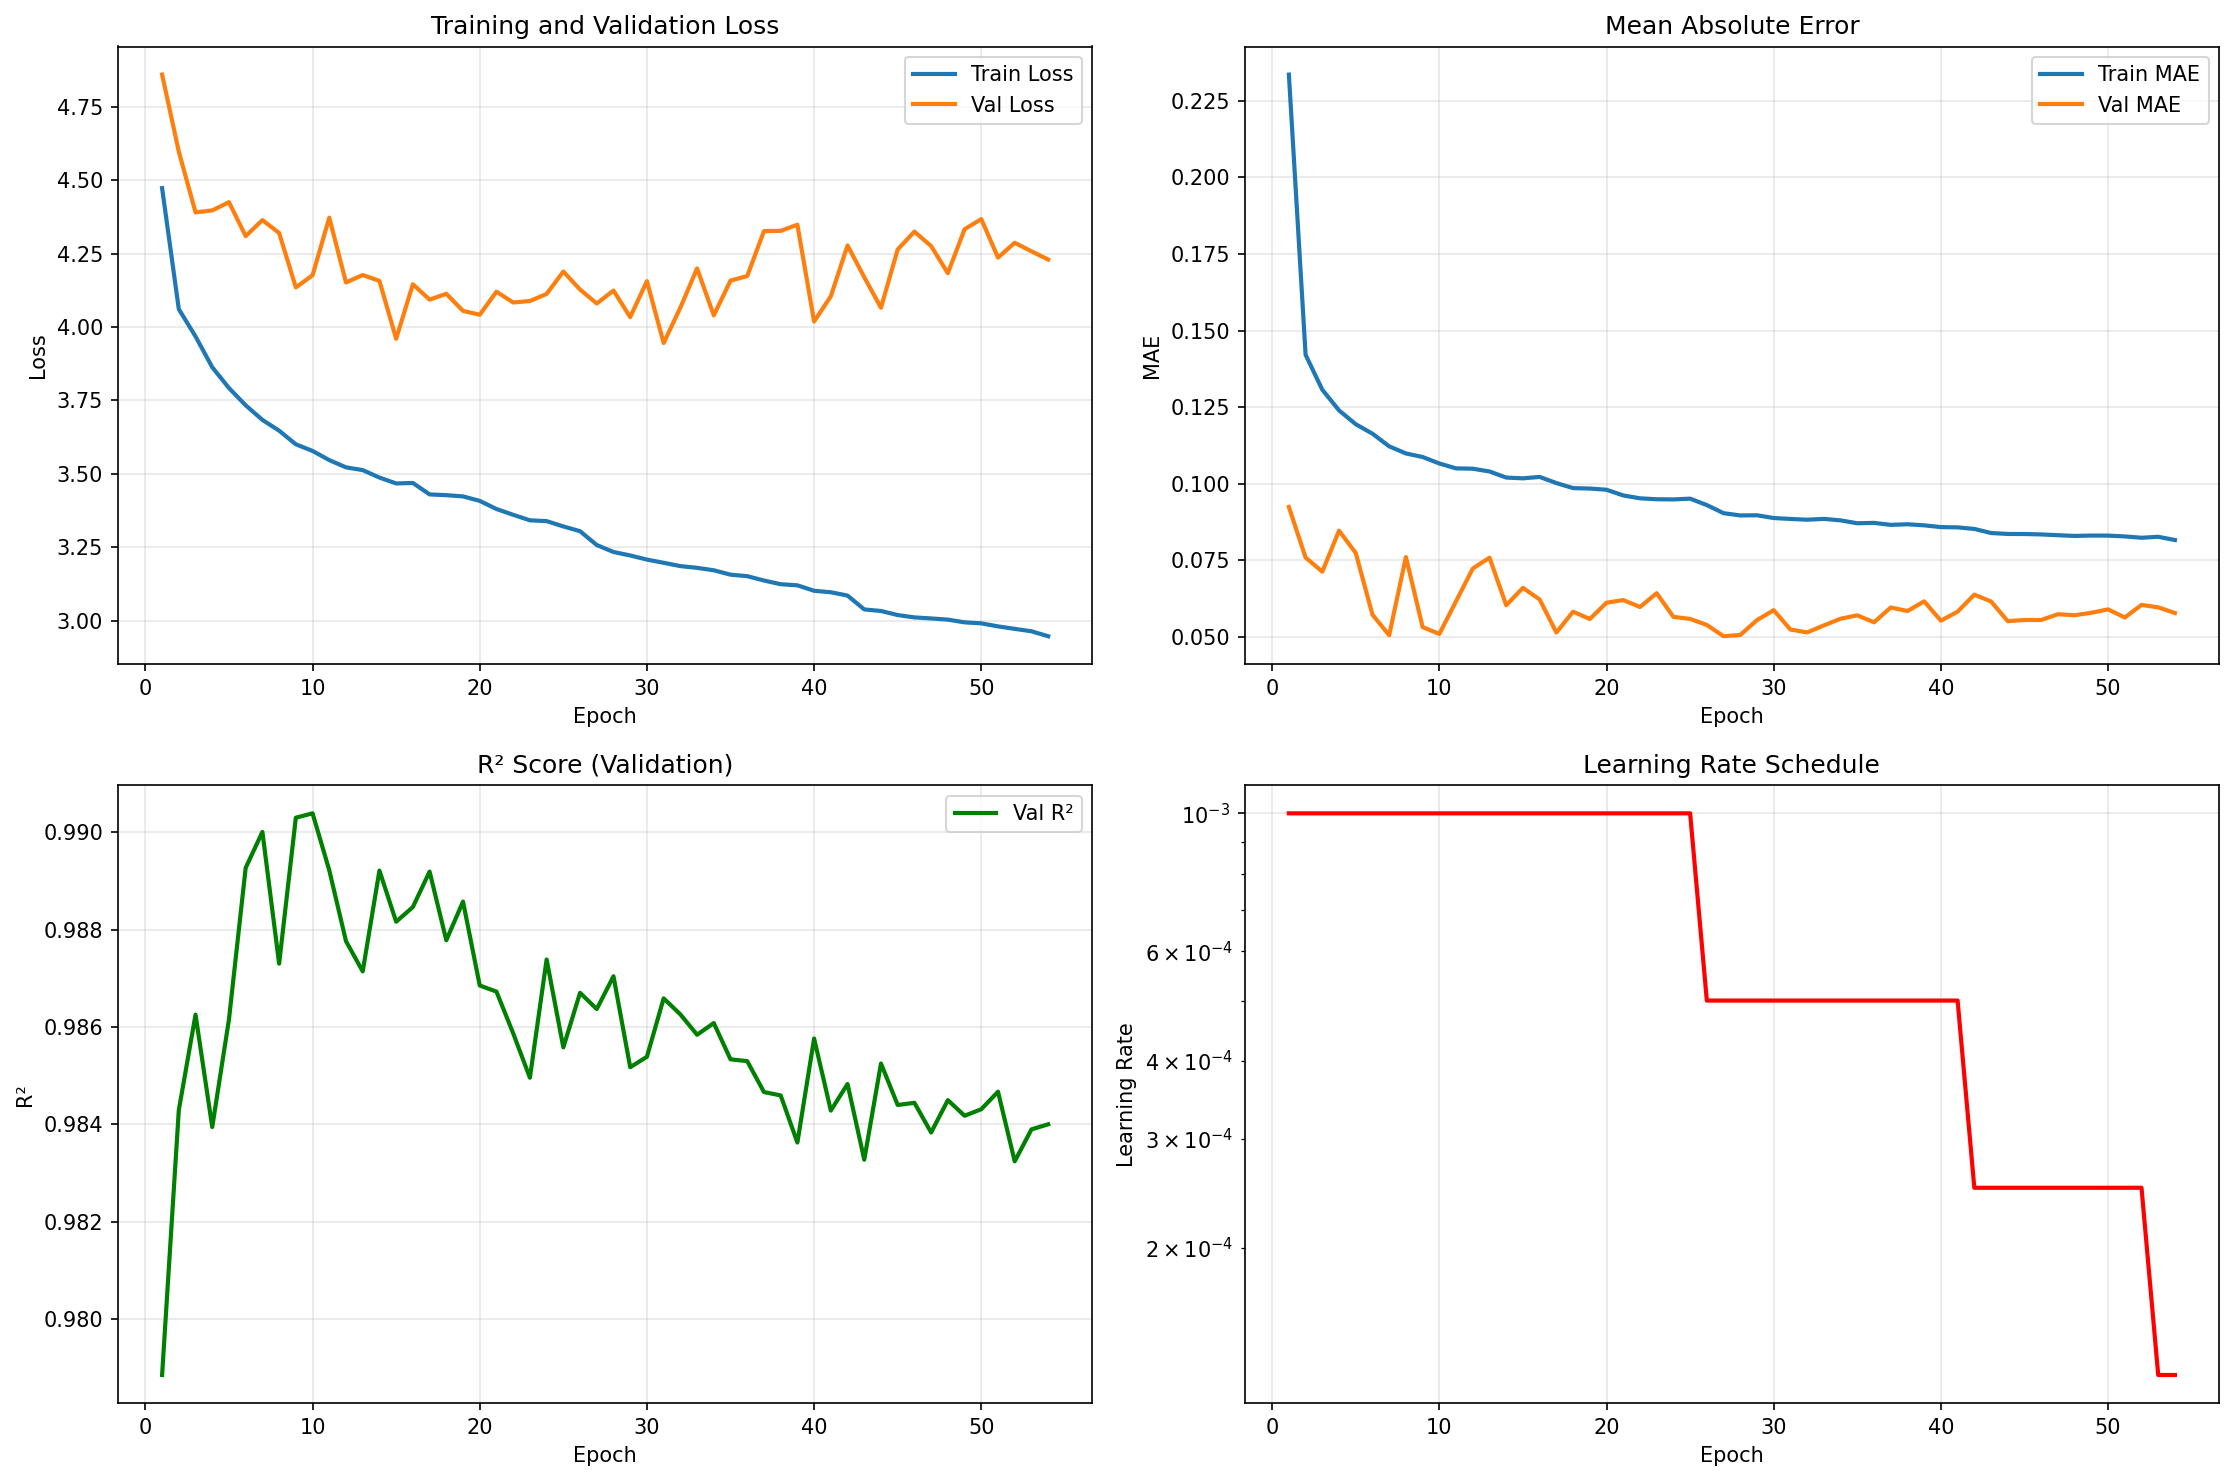 Training and Validation Loss
Train Loss
Val Loss
Loss
4.75
4.50
4.25
4.00
3.75
3.50
3.25
3.00
0 10 20 30 40 50
Epoch
Mean Absolute Error
Train MAE
Val MAE
MAE
0.225
0.200
0.175
0.150
0.125
0.100
0.075
0.050
0 10 20 30 40 50
Epoch
R² Score (Validation)
Val R²
R²
0.990
0.988
0.986
0.984
0.982
0.980
0 10 20 30 40 50
Epoch
Learning Rate Schedule
Learning Rate
10⁻³
6 × 10⁻⁴
4 × 10⁻⁴
3 × 10⁻⁴
2 × 10⁻⁴
0 10 20 30 40 50
Epoch